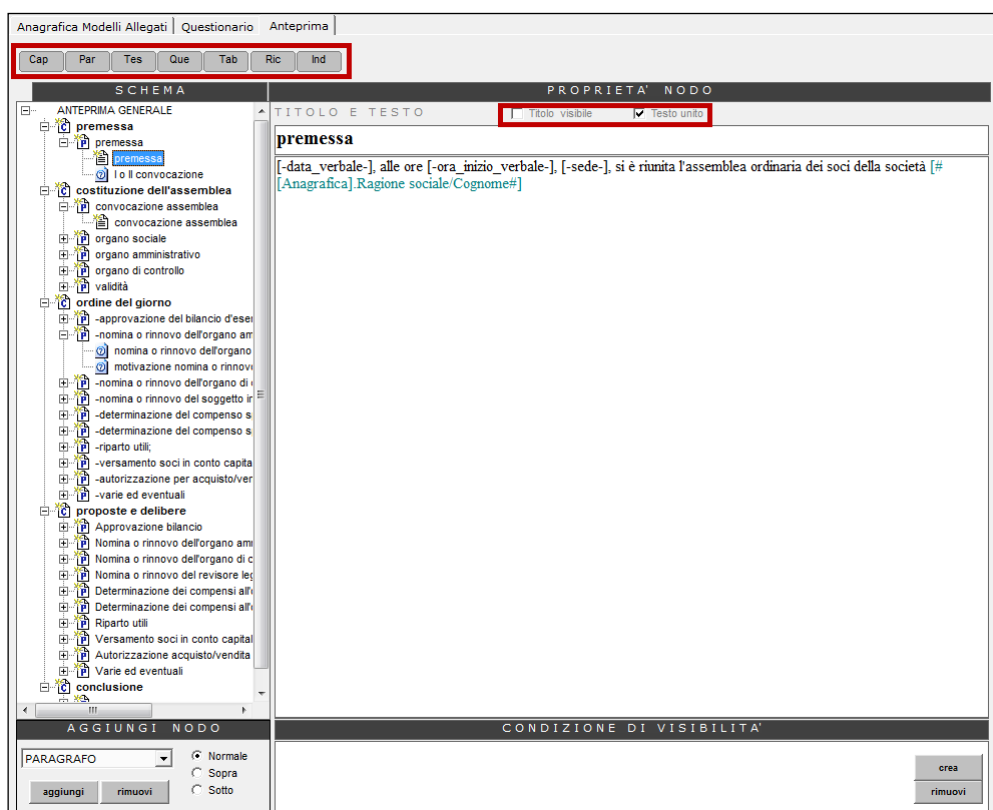 Anagrafica Modelli Allegati Questionario Anteprima
Cap Par Tes Que Tab Ric Ind
SCHEMA
ANTEPRIMA GENERALE
premessa
premessa
premessa
I o II convocazione
costituzione dell'assemblea
convocazione assemblea
convocazione assemblea
organo sociale
organo amministrativo
organo di controllo
validità
ordine del giorno
-approvazione del bilancio d'eser
-nomina o rinnovo dell'organo am
nomina o rinnovo dell'organo
motivazione nomina o rinnov
-nomina o rinnovo dell'organo di
-nomina o rinnovo del soggetto in
-determinazione del compenso s
-determinazione del compenso s
-riparto utili;
-versamento soci in conto capita
-autorizzazione per acquisto/ver
-varie ed eventuali
proposte e delibere
Approvazione bilancio
Nomina o rinnovo dell'organo am
Nomina o rinnovo dell'organo di c
Nomina o rinnovo del revisore leg
Determinazione dei compensi all'
Determinazione dei compensi all'
Riparto utili
Versamento soci in conto capital
Autorizzazione acquisto/vendita
Varie ed eventuali
conclusione
PROPRIETA' NODO
TITOLO E TESTO Titolo visibile Testo unito
premessa
[-data_verbale-], alle ore [-ora_inizio_verbale-], [-sede-], si è riunita l'assemblea ordinaria dei soci della società [#
[Anagrafica].Ragione sociale/Cognome#]
AGGIUNGI NODO
PARAGRAFO
Normale
Sopra
Sotto
aggiungi rimuovi
CONDIZIONE DI VISIBILITA'
crea
rimuovi